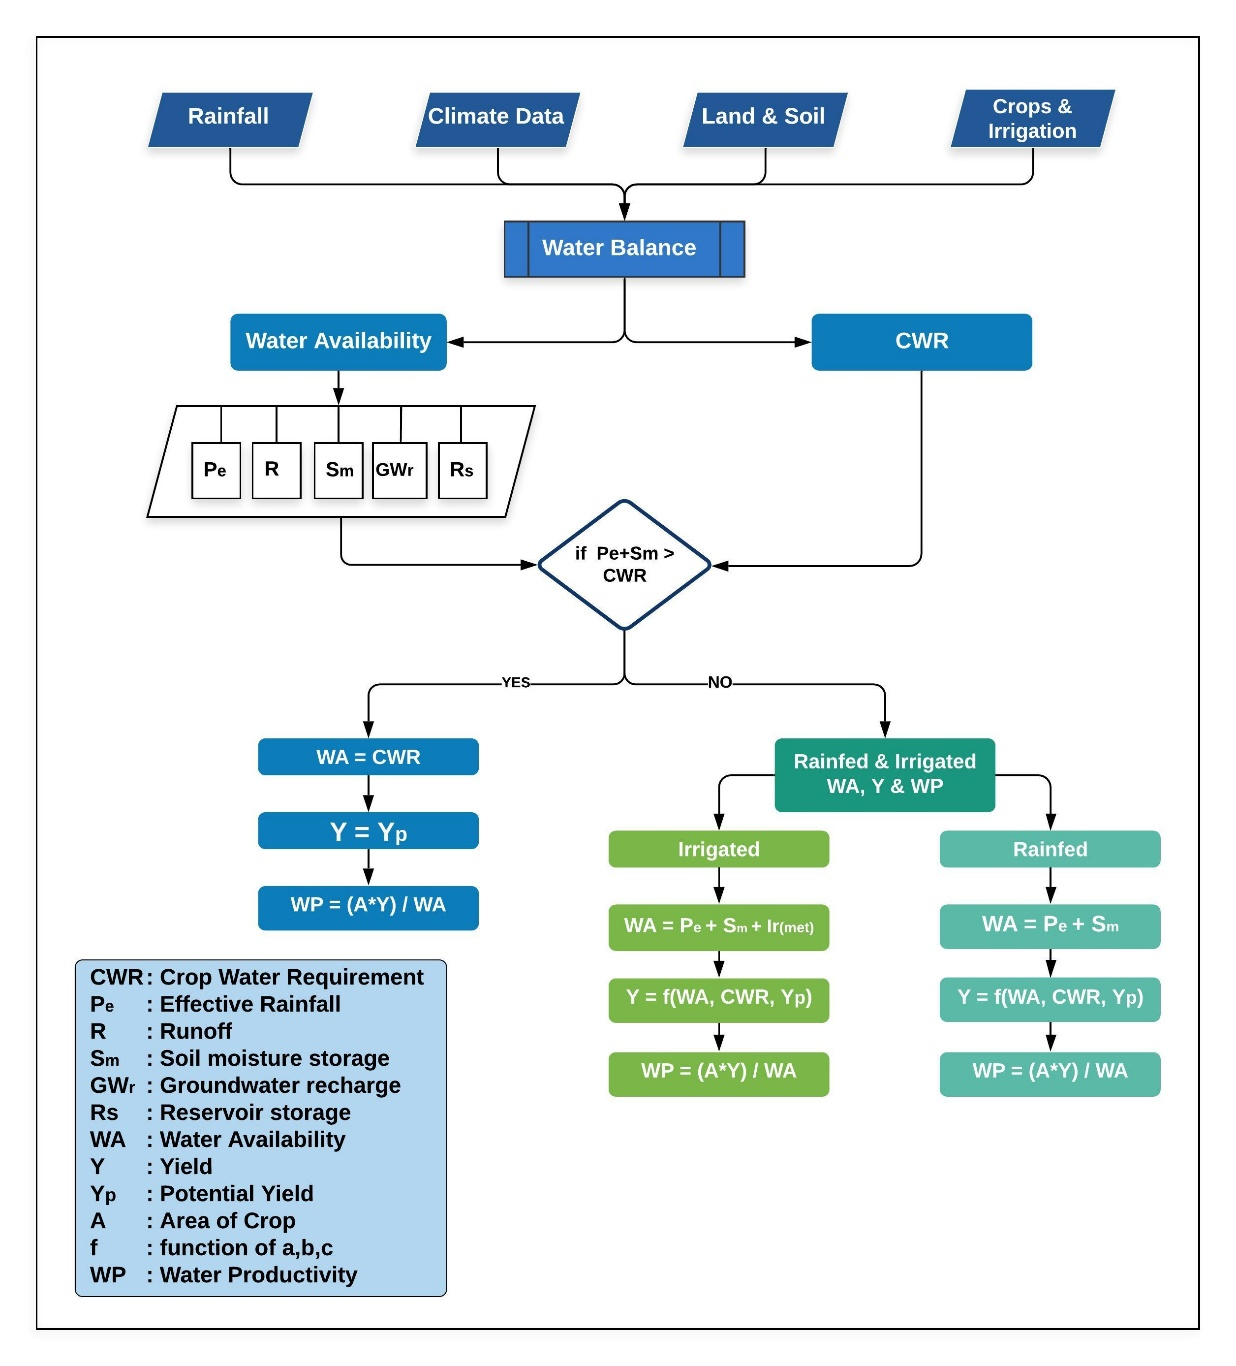 Rainfall
Climate Data
Land & Soil
Crops &
Irrigation
Water Balance
Water Availability
CWR
Pe
R
Sm
GWr
Rs
if Pe+Sm >
CWR
YES
NO
WA = CWR
Y = Yp
WP = (A*Y) / WA
Rainfed & Irrigated
WA, Y & WP
Irrigated
WA = Pe + Sm + Ir(met)
Y = f(WA, CWR, Yp)
WP = (A*Y) / WA
Rainfed
WA = Pe + Sm
Y = f(WA, CWR, Yp)
WP = (A*Y) / WA
CWR : Crop Water Requirement
Pe : Effective Rainfall
R : Runoff
Sm : Soil moisture storage
GWr : Groundwater recharge
Rs : Reservoir storage
WA : Water Availability
Y : Yield
Yp : Potential Yield
A : Area of Crop
f : function of a,b,c
WP : Water Productivity